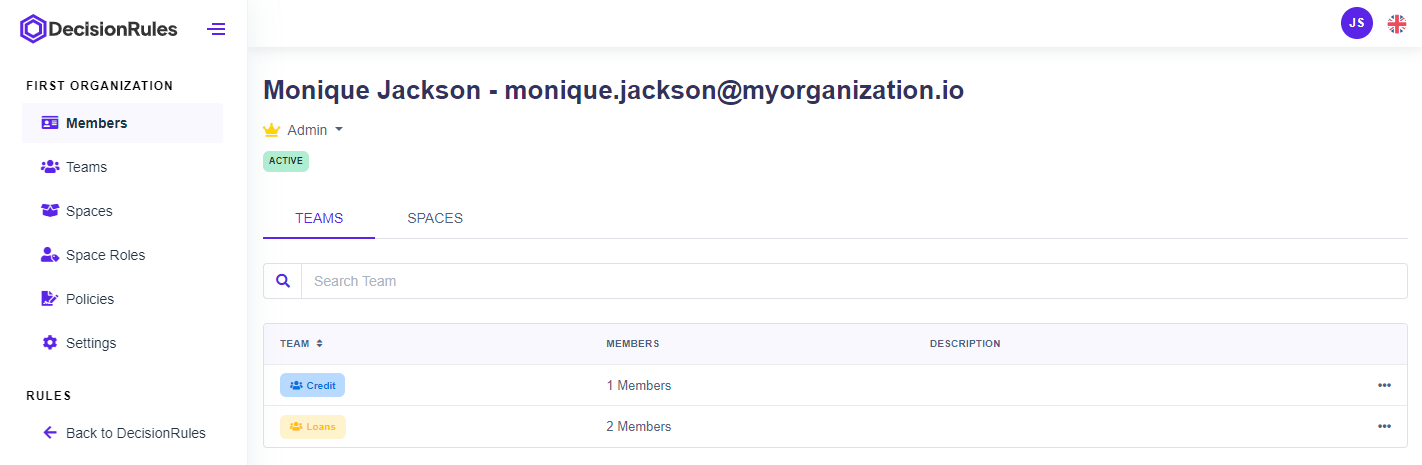 DecisionRules
JS
FIRST ORGANIZATION
Members
Teams
Spaces
Space Roles
Policies
Settings
RULES
Back to DecisionRules
Monique Jackson - monique.jackson@myorganization.io
Admin
ACTIVE
TEAMS SPACES
Search Team
TEAM MEMBERS DESCRIPTION
Credit 1 Members
Loans 2 Members